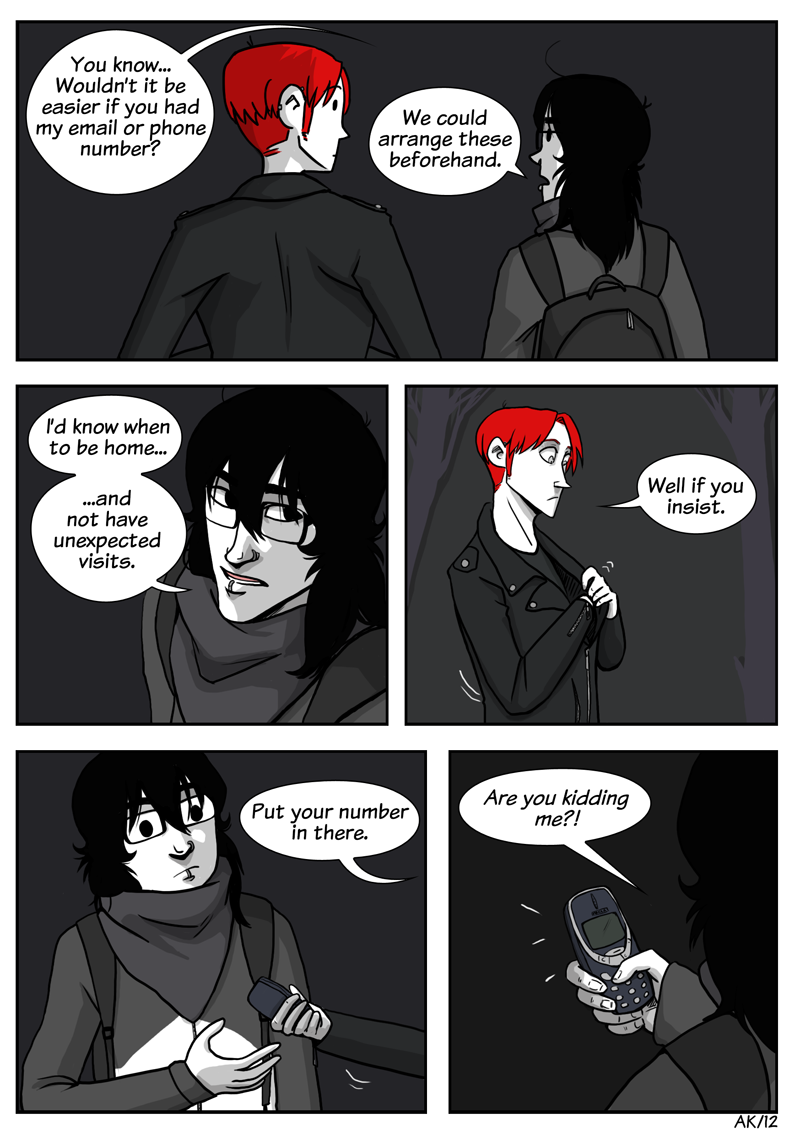 You know...
Wouldn't it be
easier if you had
my email or phone
number?
We could
arrange these
beforehand.
I'd know when
to be home...
...and
not have
unexpected
visits.
Well if you
insist.
Put your number
in there.
Are you kidding
me?!
AK/12